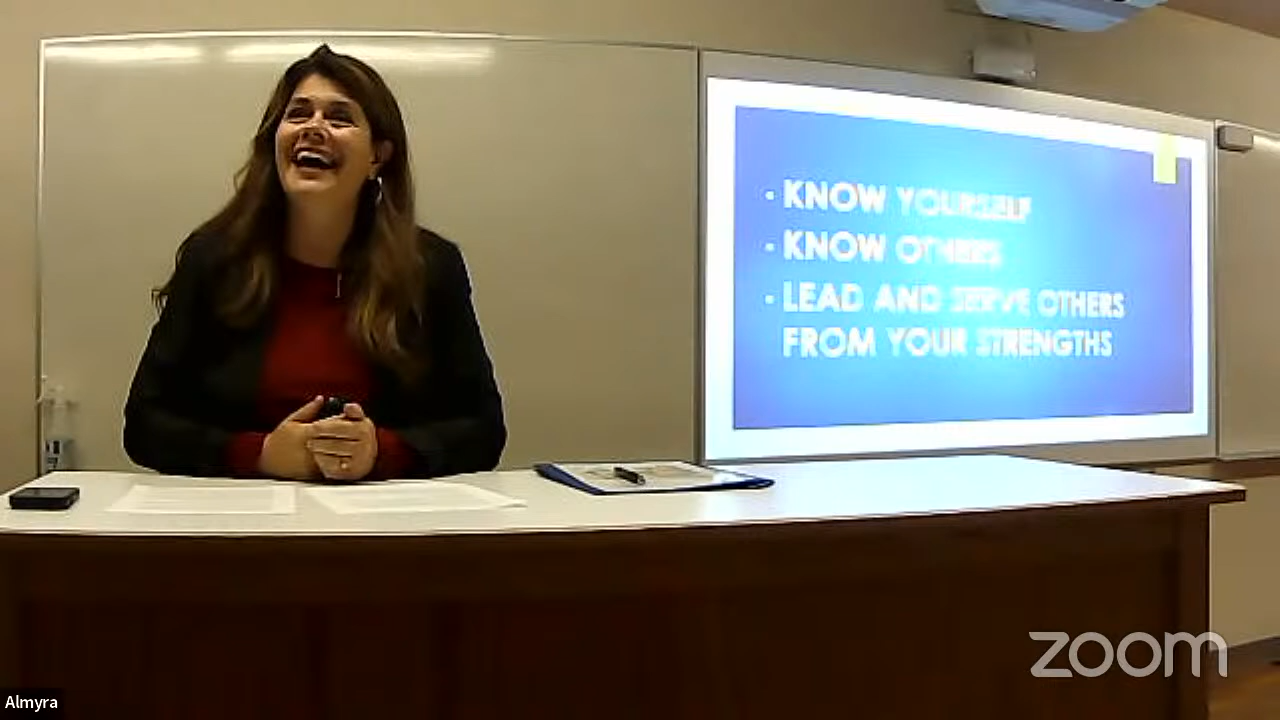 • KNOW YOURSELF
• KNOW OTHERS
• LEAD AND SERVE OTHERS
FROM YOUR STRENGTHS
zoom
Almyra